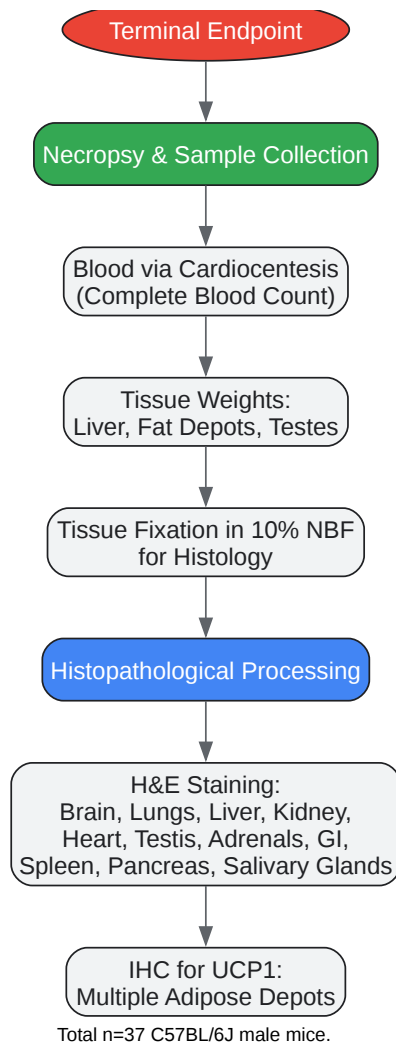 Terminal Endpoint
Necropsy & Sample Collection
Blood via Cardiocentesis
(Complete Blood Count)
Tissue Weights:
Liver, Fat Depots, Testes
Tissue Fixation in 10% NBF
for Histology
Histopathological Processing
H&E Staining:
Brain, Lungs, Liver, Kidney,
Heart, Testis, Adrenals, GI,
Spleen, Pancreas, Salivary Glands
IHC for UCP1:
Multiple Adipose Depots
Total n=37 C57BL/6J male mice.